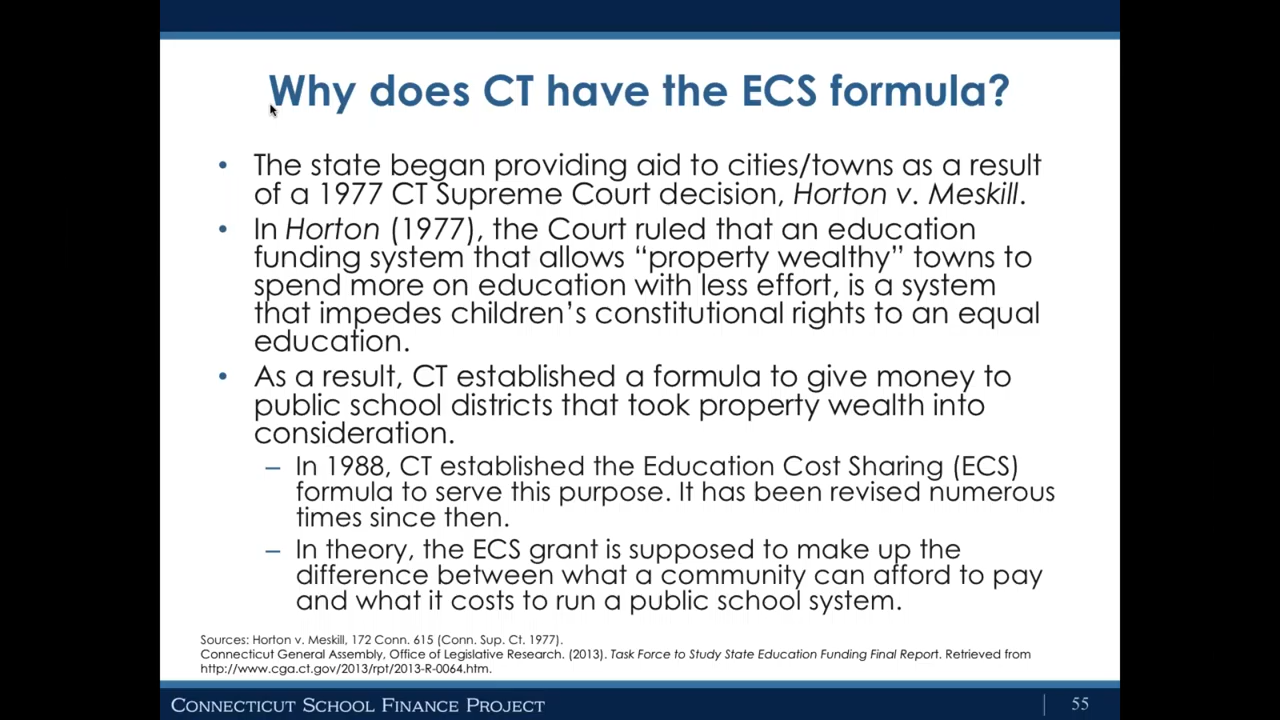 Why does CT have the ECS formula?
• The state began providing aid to cities/towns as a result
of a 1977 CT Supreme Court decision, Horton v. Meskill.
• In Horton (1977), the Court ruled that an education
funding system that allows “property wealthy” towns to
spend more on education with less effort, is a system
that impedes children’s constitutional rights to an equal
education.
• As a result, CT established a formula to give money to
public school districts that took property wealth into
consideration.
– In 1988, CT established the Education Cost Sharing (ECS)
formula to serve this purpose. It has been revised numerous
times since then.
– In theory, the ECS grant is supposed to make up the
difference between what a community can afford to pay
and what it costs to run a public school system.
Sources: Horton v. Meskill, 172 Conn. 615 (Conn. Sup. Ct. 1977).
Connecticut General Assembly, Office of Legislative Research. (2013). Task Force to Study State Education Funding Final Report. Retrieved from
http://www.cga.ct.gov/2013/rpt/2013-R-0064.htm.
CONNECTICUT SCHOOL FINANCE PROJECT | 55